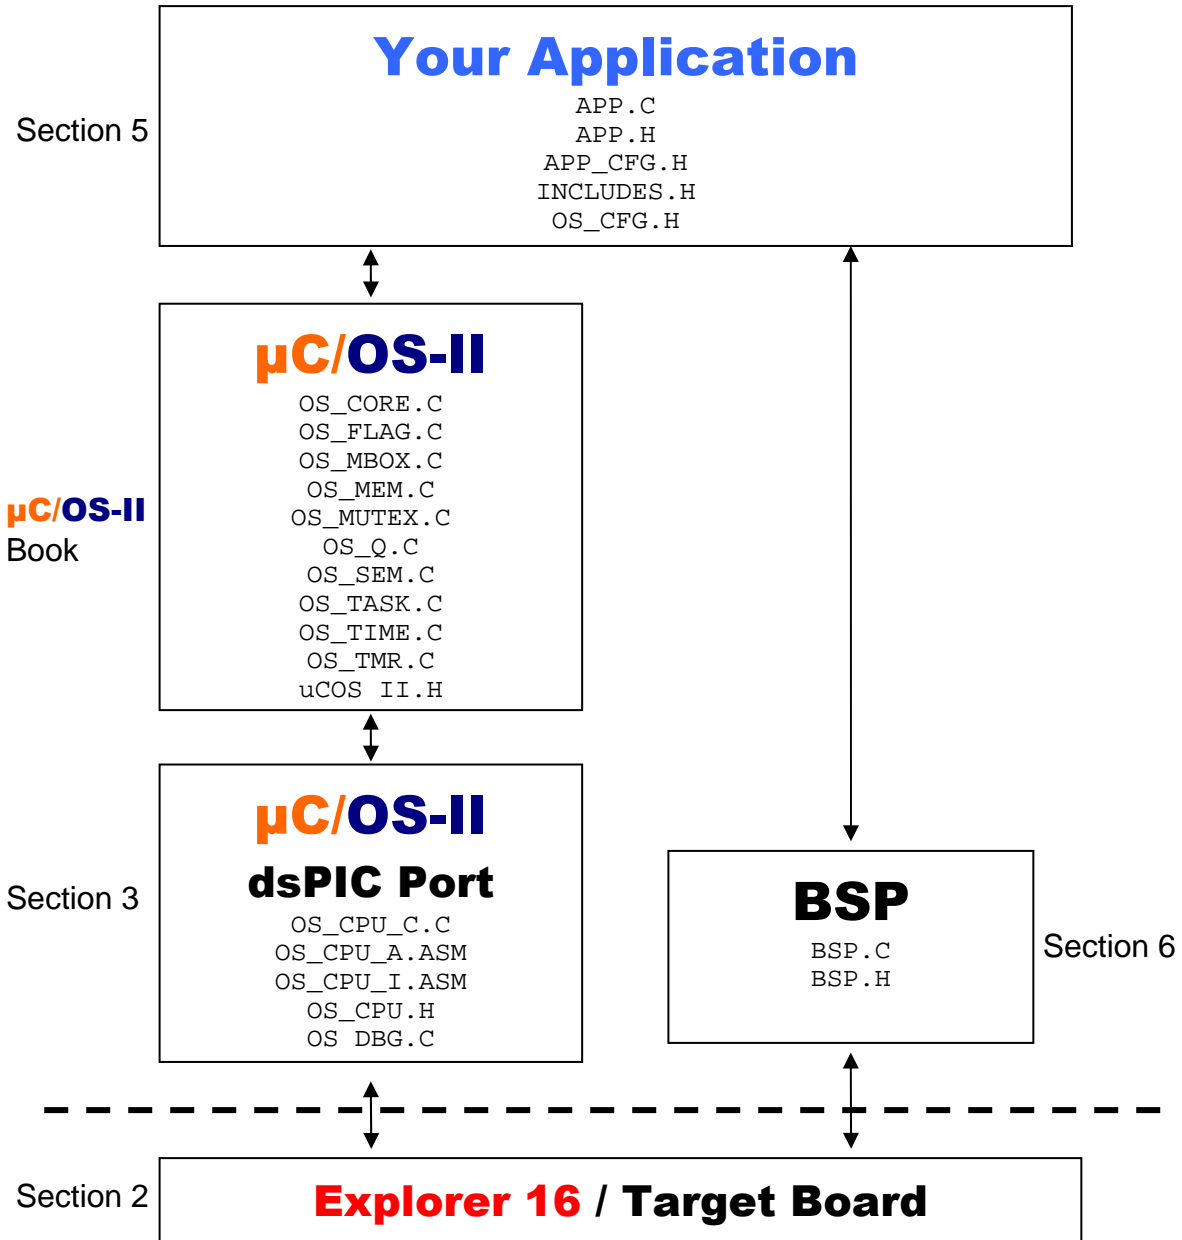 Your Application
APP.C
APP.H
APP_CFG.H
INCLUDES.H
OS_CFG.H
Section 5
µC/OS-II
OS_CORE.C
OS_FLAG.C
OS_MBOX.C
OS_MEM.C
OS_MUTEX.C
OS_Q.C
OS_SEM.C
OS_TASK.C
OS_TIME.C
OS_TMR.C
uCOS II.H
µC/OS-II
Book
µC/OS-II
dsPIC Port
OS_CPU_C.C
OS_CPU_A.ASM
OS_CPU_I.ASM
OS_CPU.H
OS DBG.C
Section 3
BSP
BSP.C
BSP.H
Section 6
Section 2
Explorer 16 / Target Board